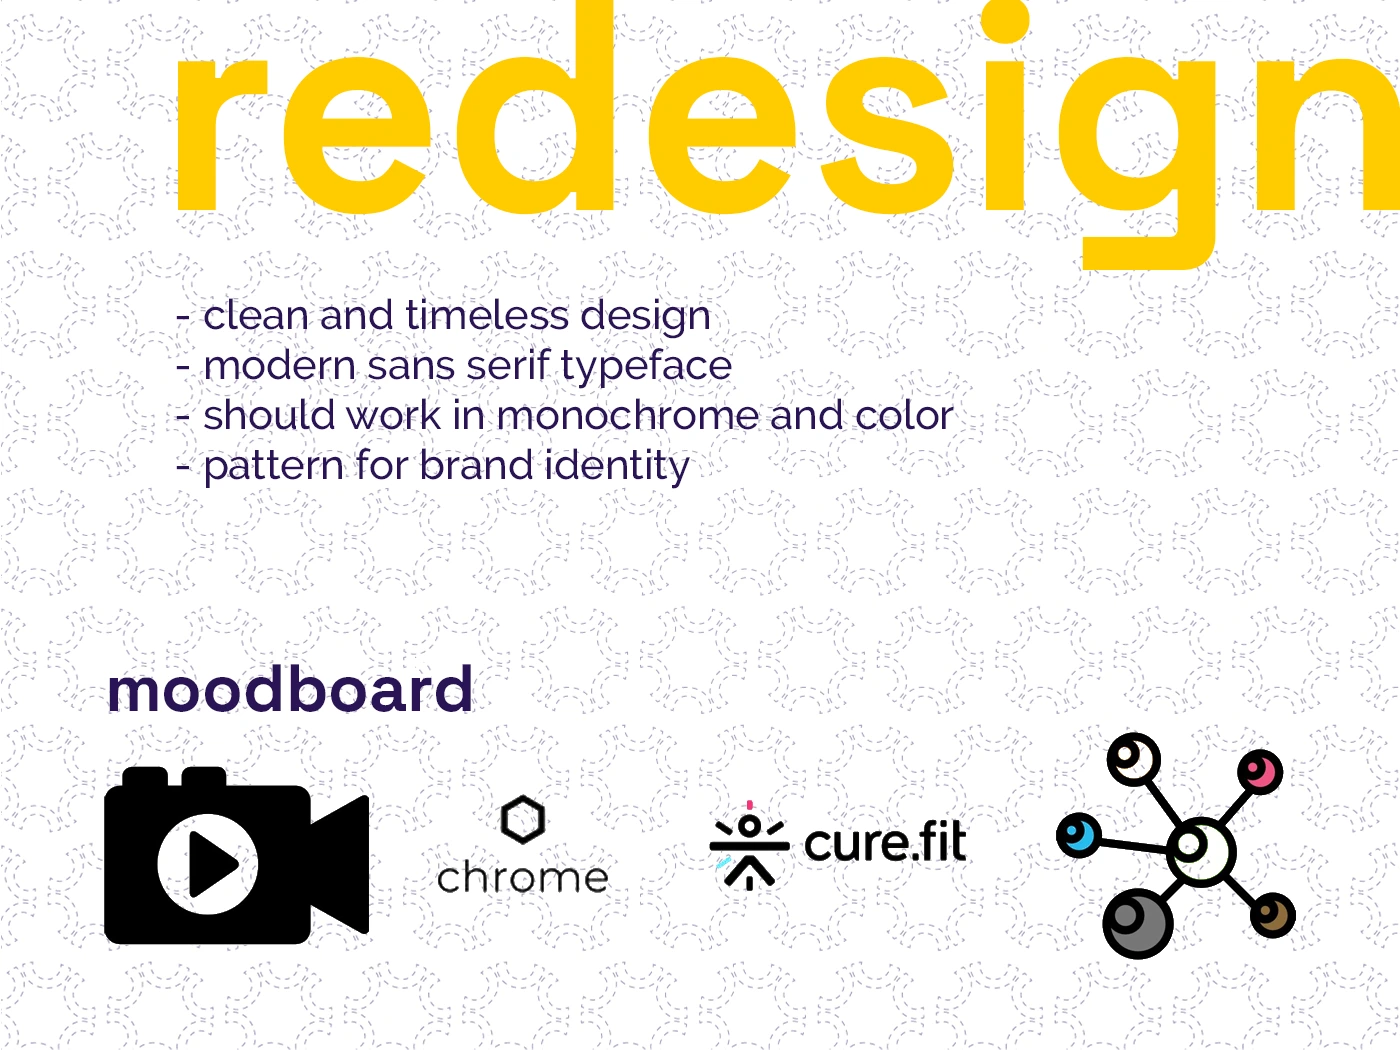 redesign
- clean and timeless design
- modern sans serif typeface
- should work in monochrome and color
- pattern for brand identity
moodboard
chrome
cure.fit